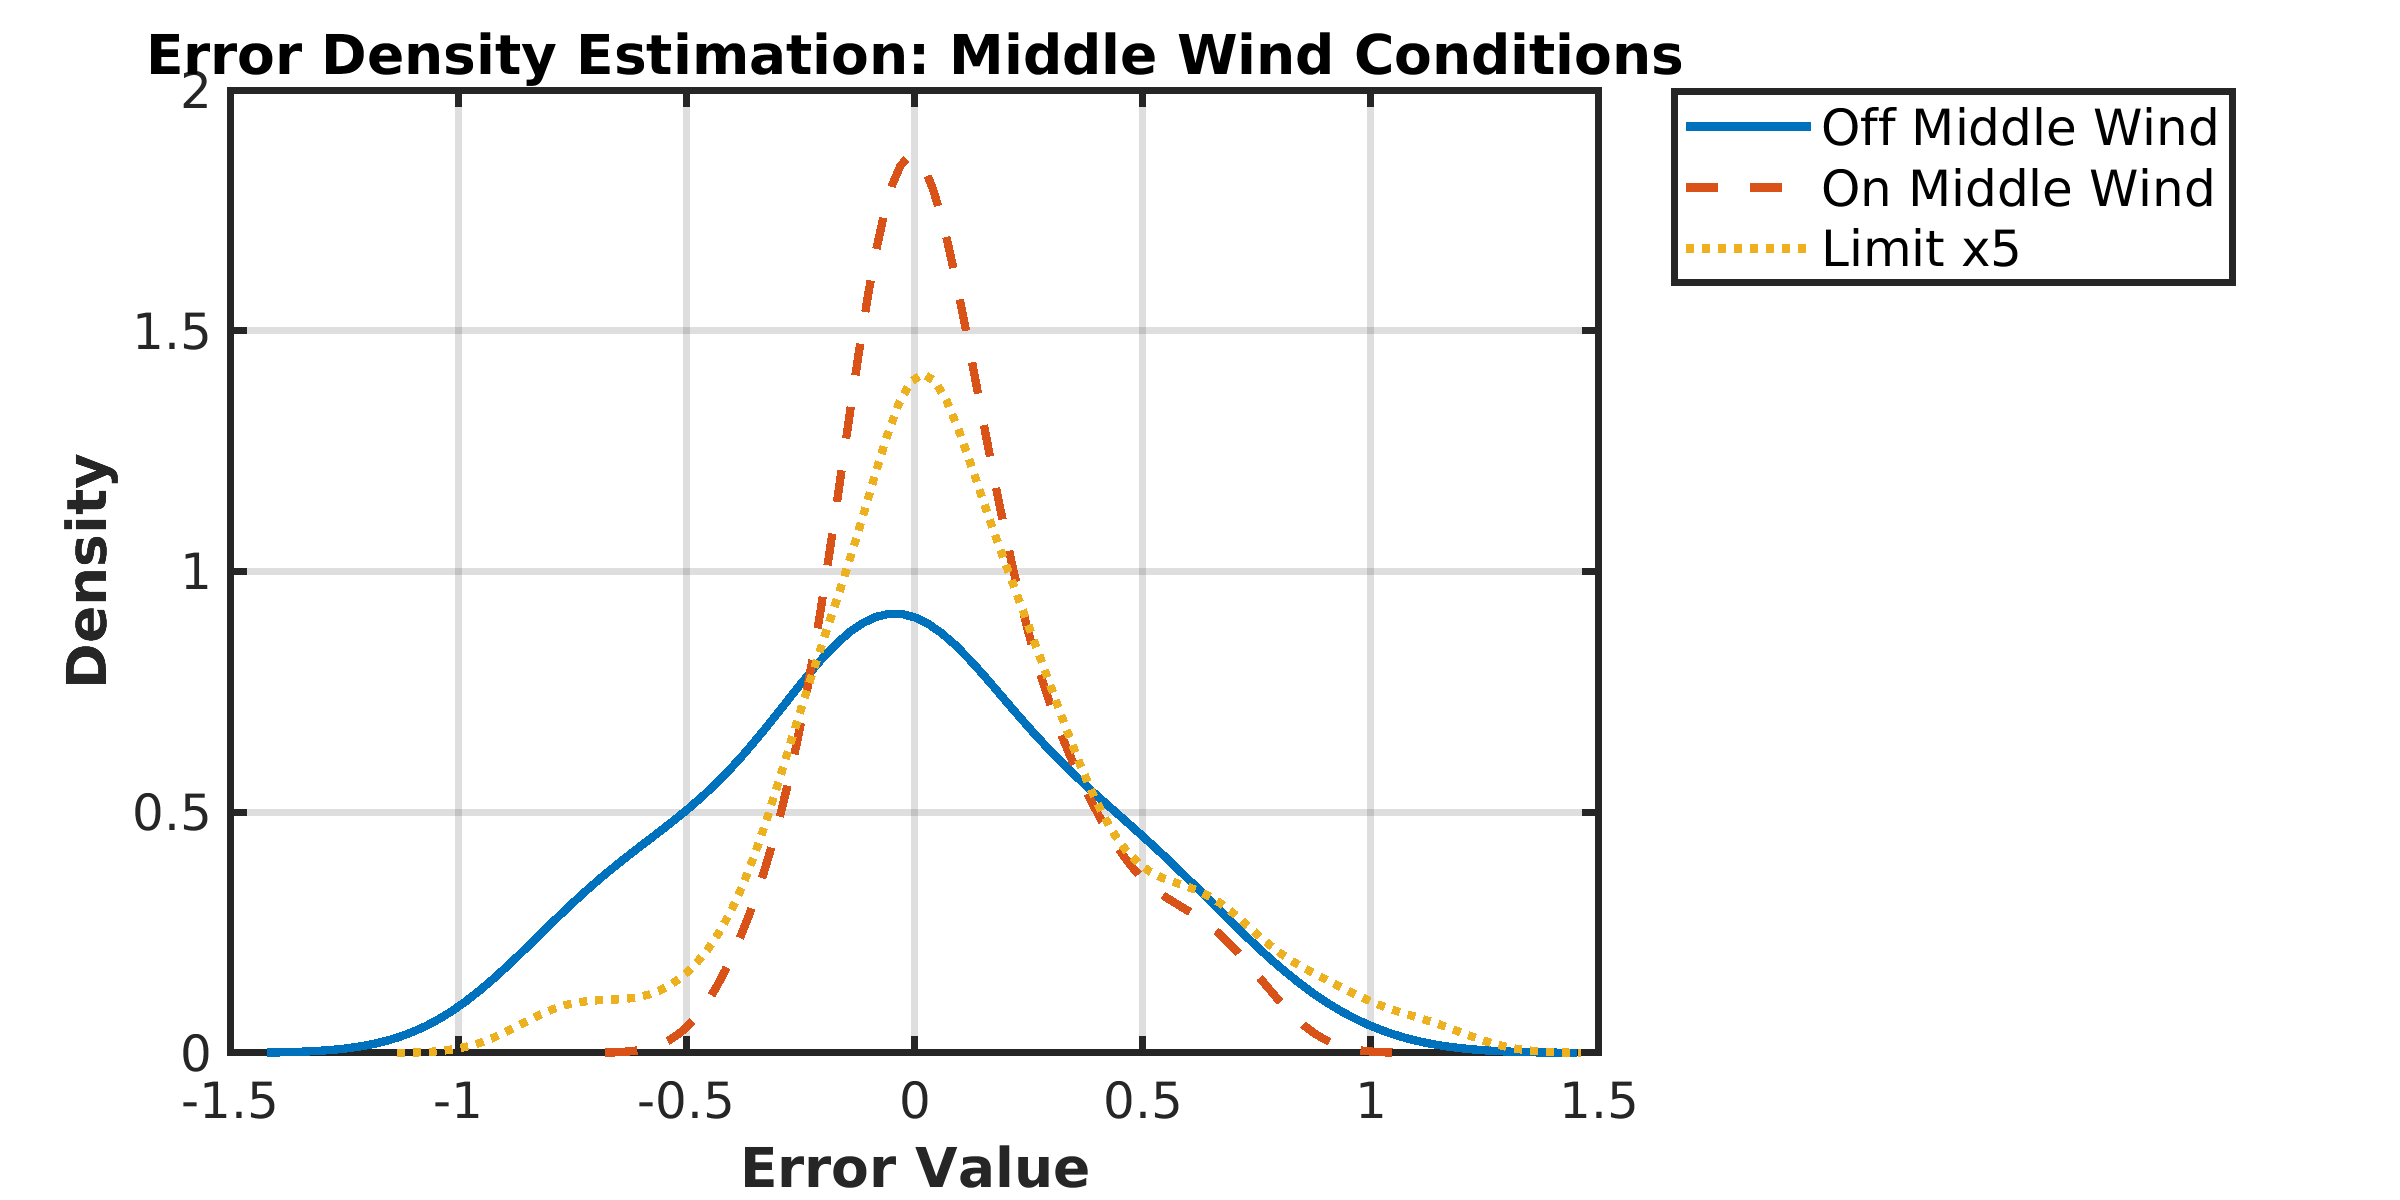 Error Density Estimation: Middle Wind Conditions
Off Middle Wind
On Middle Wind
Limit x5
2
1.5
1
0.5
0
Density
-1.5 -1 -0.5 0 0.5 1 1.5
Error Value